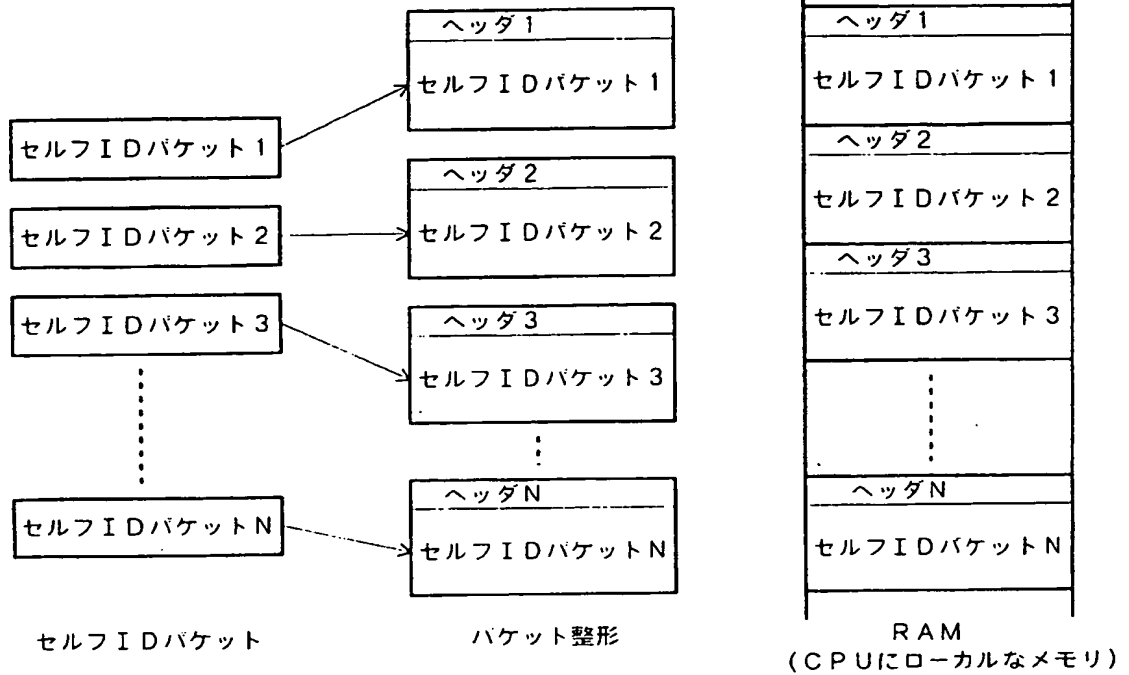 セルフIDパケット1
セルフIDパケット2
セルフIDパケット3
セルフIDパケットN
セルフIDパケット
ヘッダ1
セルフIDパケット1
ヘッダ2
セルフIDパケット2
ヘッダ3
セルフIDパケット3
ヘッダN
セルフIDパケットN
パケット整形
ヘッダ1
セルフIDパケット1
ヘッダ2
セルフIDパケット2
ヘッダ3
セルフIDパケット3
ヘッダN
セルフIDパケットN
RAM
(CPUにローカルなメモリ)